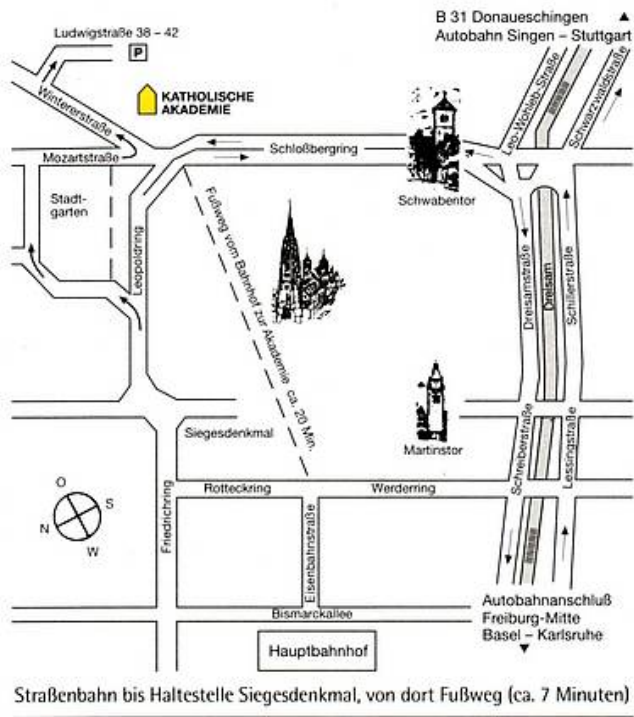 B 31 Donaueschingen
Autobahn Singen – Stuttgart
Ludwigstraße 38 – 42
P
KATHOLISCHE
AKADEMIE
Wintererstraße
Leo-Wohleb-Straße
Schwarzwaldstraße
Mozartstraße
Schloßbergring
Schwabentor
Stadt-
garten
Leopoldring
Fußweg vom Bahnhof zur Akademie ca. 20 Min.
Dreisamstraße
Dreisam
Schillerstraße
Siegesdenkmal
Martinstor
Schreiberstraße
Lessingstraße
Rotteckring
Werderring
O
S
N
W
Friedrichring
Eisenbahnstraße
Bismarckallee
Hauptbahnhof
Autobahnanschluß
Freiburg-Mitte
Basel – Karlsruhe
Straßenbahn bis Haltestelle Siegesdenkmal, von dort Fußweg (ca. 7 Minuten)